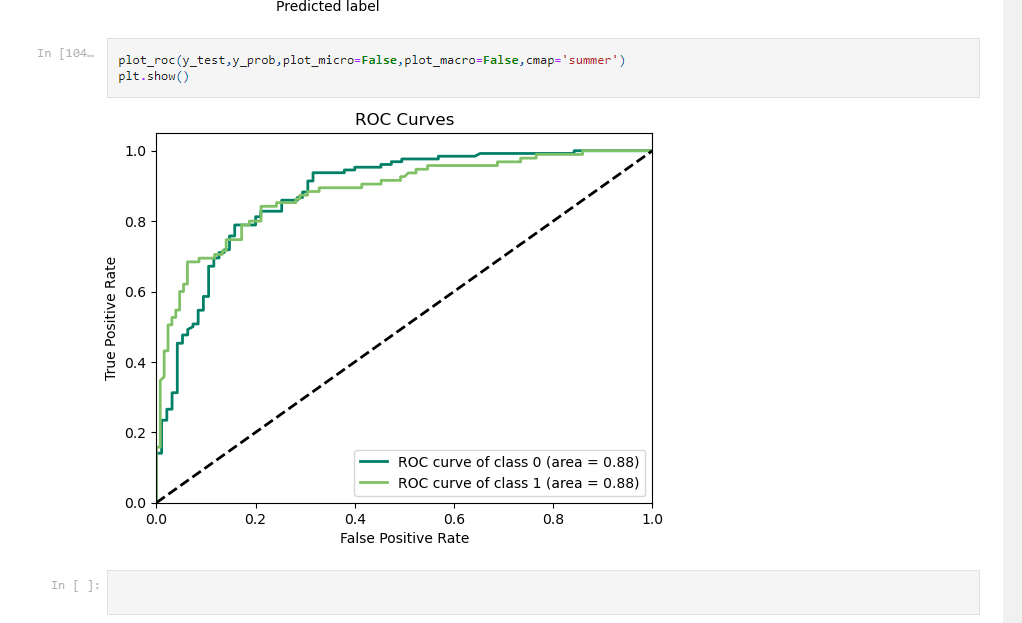 Predicted label
In [104…
plot_roc(y_test,y_prob,plot_micro=False,plot_macro=False,cmap='summer')
plt.show()
ROC Curves
1.0
0.8
0.6
0.4
0.2
0.0
True Positive Rate
ROC curve of class 0 (area = 0.88)
ROC curve of class 1 (area = 0.88)
0.0 0.2 0.4 0.6 0.8 1.0
False Positive Rate
In [ ]: